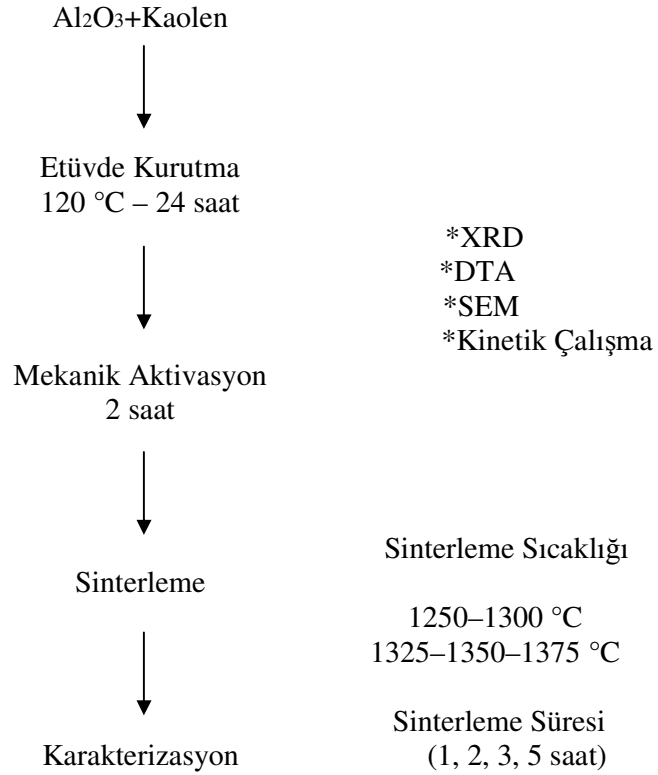 Al₂O₃+Kaolen
Etüvde Kurutma
120 °C – 24 saat
*XRD
*DTA
*SEM
*Kinetik Çalışma
Mekanik Aktivasyon
2 saat
Sinterleme Sıcaklığı
Sinterleme
1250–1300 °C
1325–1350–1375 °C
Sinterleme Süresi
Karakterizasyon
(1, 2, 3, 5 saat)